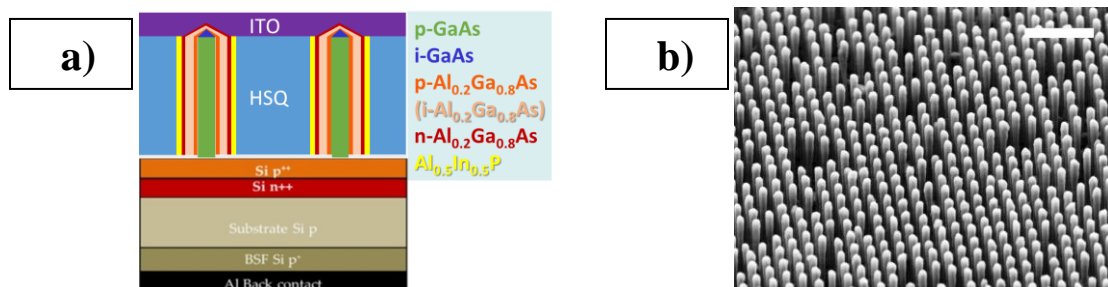 a)
ITO
HSQ
Si p⁺⁺
Si n++
Substrate Si p
BSF Si p⁺
Al Back contact
p-GaAs
i-GaAs
p-Al₀.₂Ga₀.₈As
(i-Al₀.₂Ga₀.₈As)
n-Al₀.₂Ga₀.₈As
Al₀.₅In₀.₅P
b)